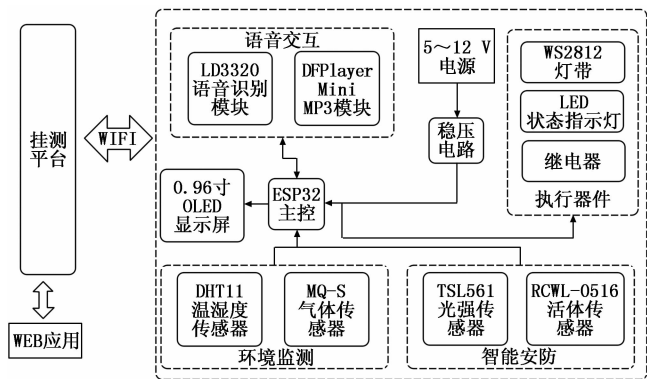 语音交互
LD3320
语音识别
模块
DFPlayer
Mini
MP3模块
5～12 V
电源
WS2812
灯带
LED
状态指示灯
继电器
执行器件
挂测
平台
WIFI
稳压
电路
0.96寸
OLED
显示屏
ESP32
主控
DHT11
温湿度
传感器
MQ-S
气体传
感器
环境监测
TSL561
光强传
感器
RCWL-0516
活体传
感器
智能安防
WEB应用